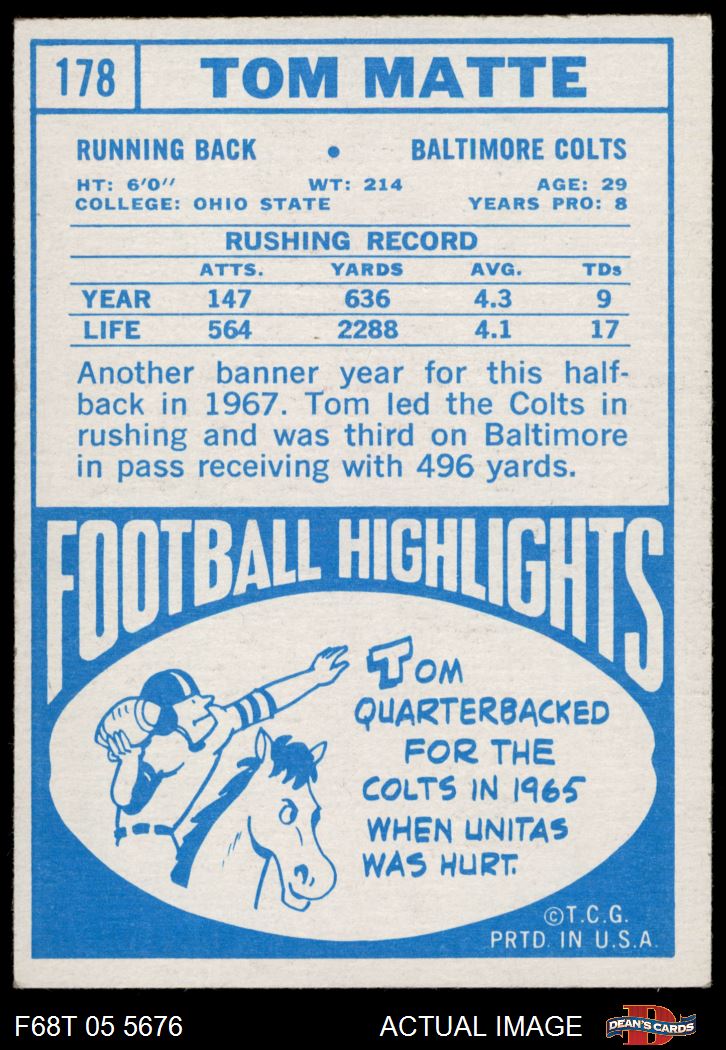 178 TOM MATTE
RUNNING BACK • BALTIMORE COLTS
HT: 6'0" WT: 214 AGE: 29
COLLEGE: OHIO STATE YEARS PRO: 8
RUSHING RECORD
ATTS. YARDS AVG. TDs
YEAR 147 636 4.3 9
LIFE 564 2288 4.1 17
Another banner year for this half-
back in 1967. Tom led the Colts in
rushing and was third on Baltimore
in pass receiving with 496 yards.
FOOTBALL HIGHLIGHTS
TOM
QUARTERBACKED
FOR THE
COLTS IN 1965
WHEN UNITAS
WAS HURT.
©T.C.G.
PRTD. IN U.S.A.
F68T 05 5676 ACTUAL IMAGE D DEAN'S CARDS